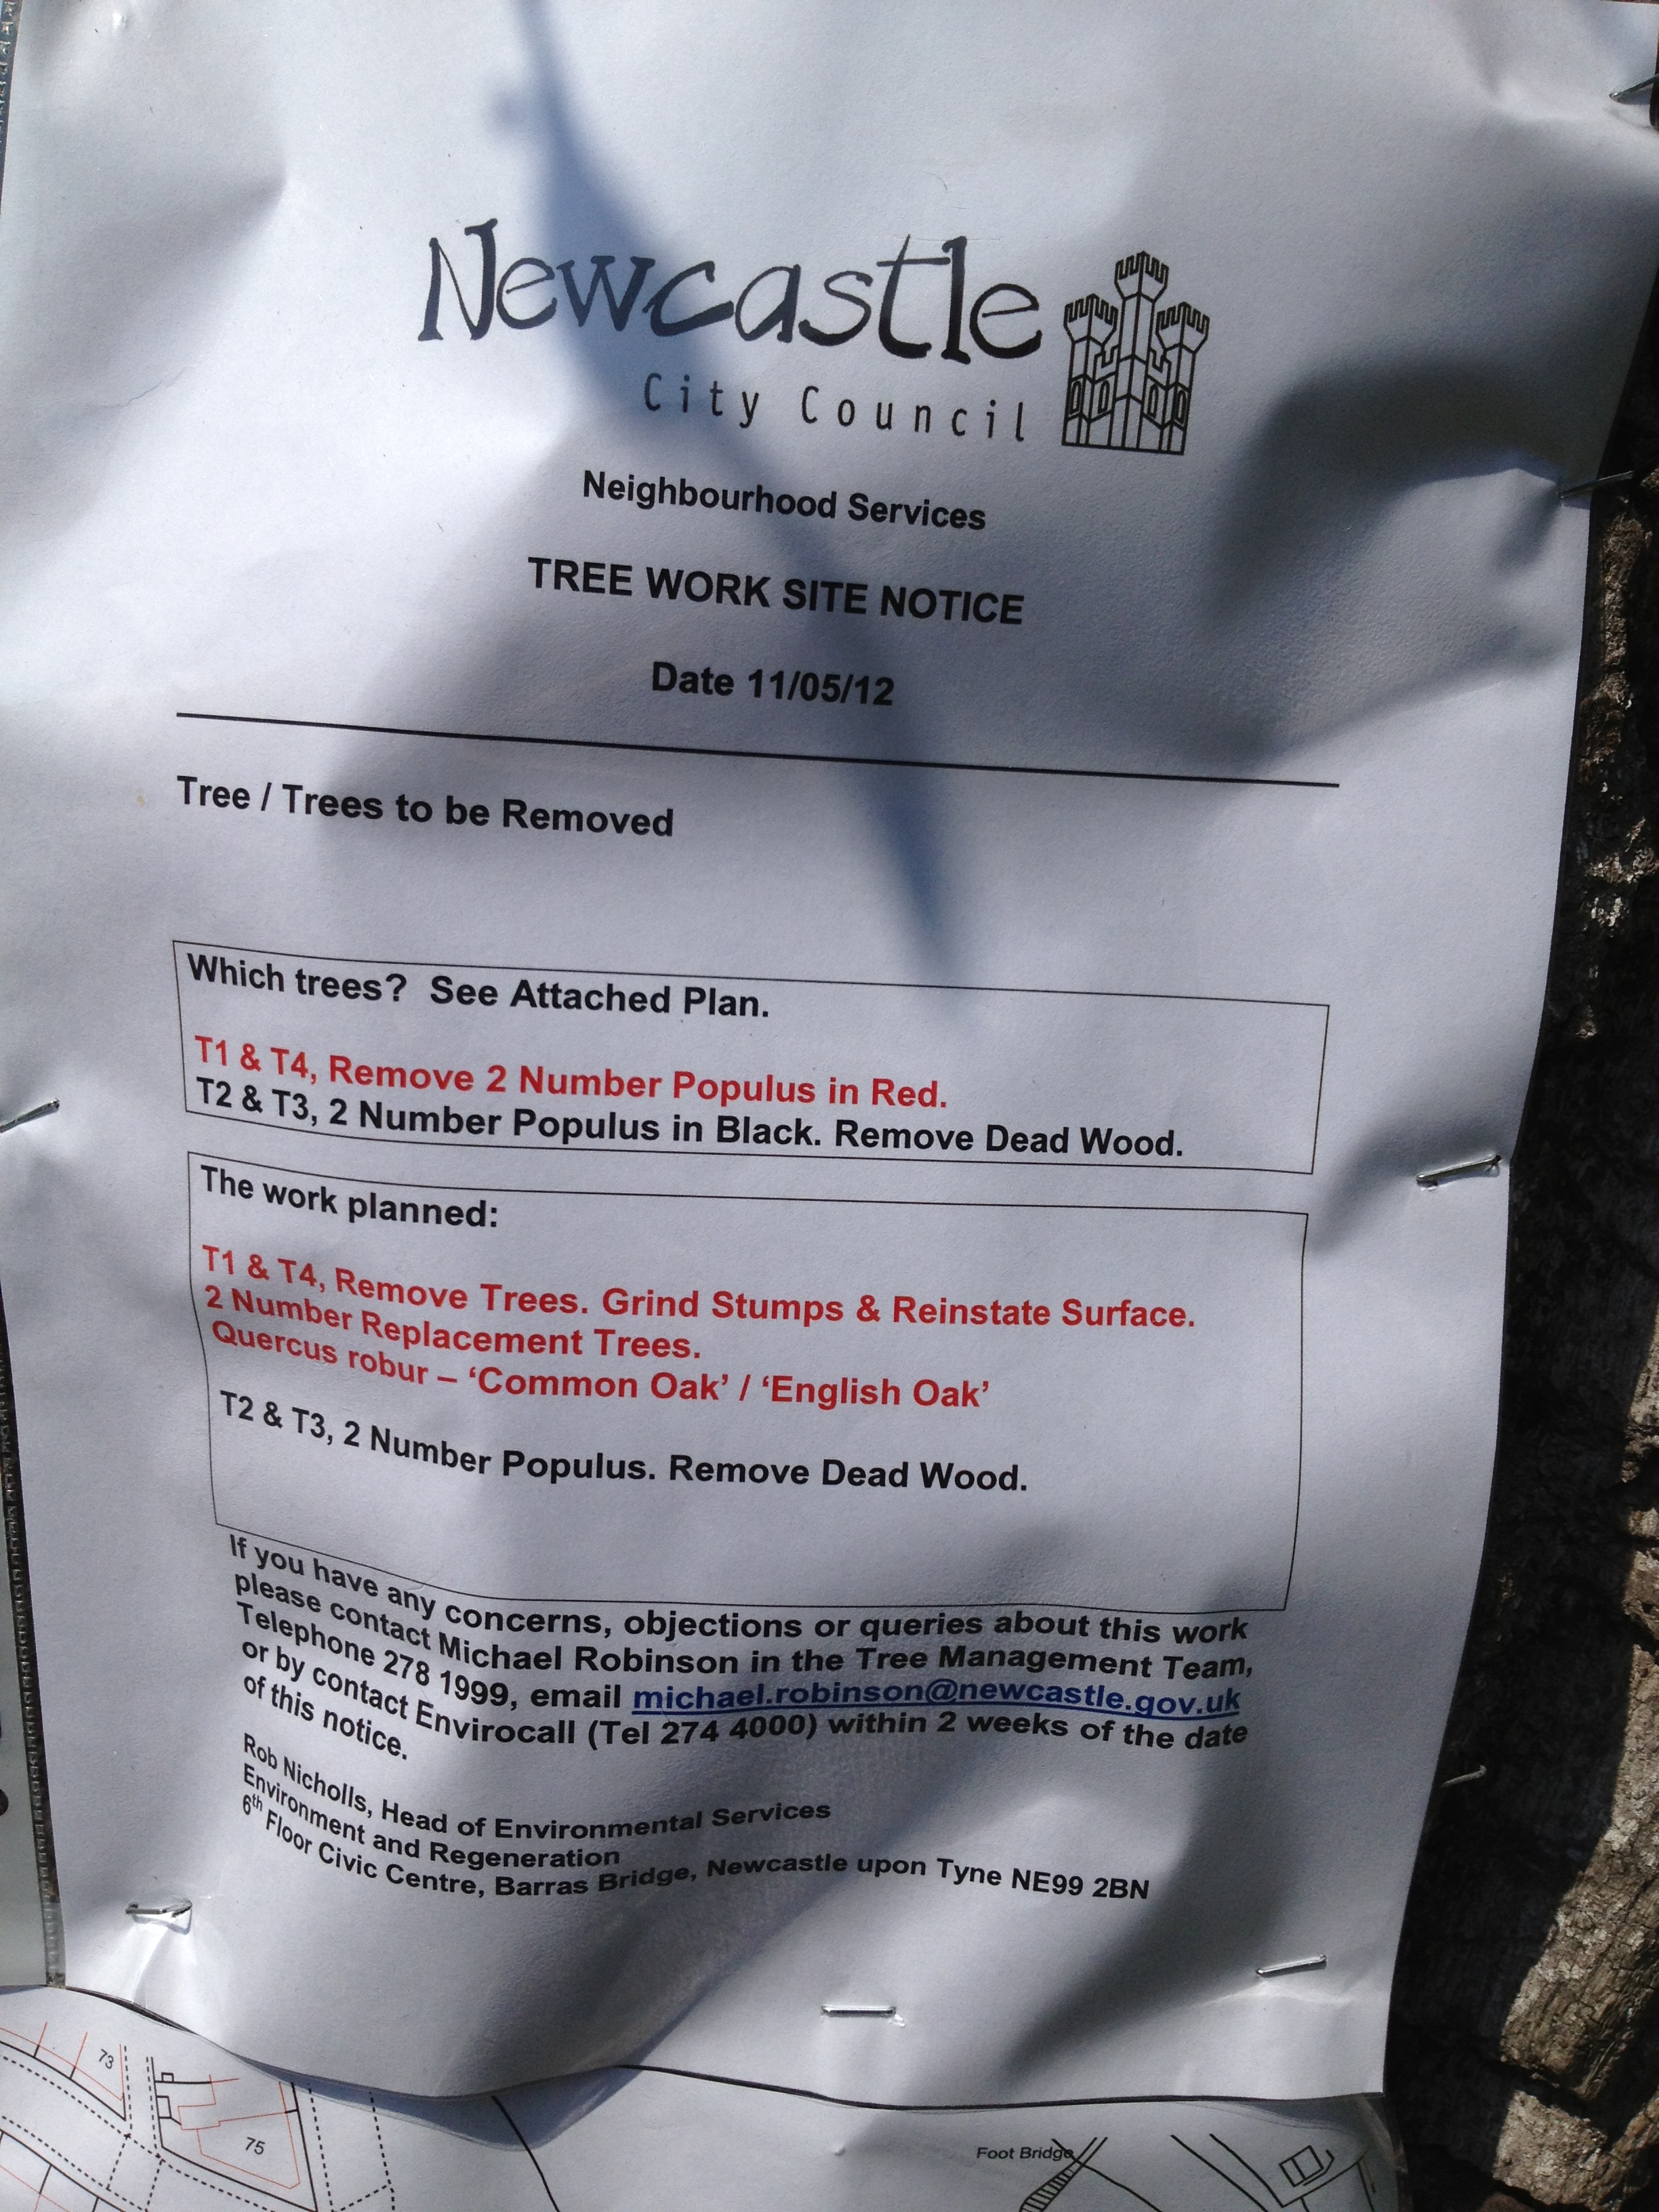 Newcastle
City Council
Neighbourhood Services
TREE WORK SITE NOTICE
Date 11/05/12
Tree / Trees to be Removed
Which trees? See Attached Plan.
T1 & T4, Remove 2 Number Populus in Red.
T2 & T3, 2 Number Populus in Black. Remove Dead Wood.
The work planned:
T1 & T4, Remove Trees. Grind Stumps & Reinstate Surface.
2 Number Replacement Trees.
Quercus robur – ‘Common Oak’ / ‘English Oak’
T2 & T3, 2 Number Populus. Remove Dead Wood.
If you have any concerns, objections or queries about this work
please contact Michael Robinson in the Tree Management Team,
Telephone 278 1999, email michael.robinson@newcastle.gov.uk
or by contact Envirocall (Tel 274 4000) within 2 weeks of the date
of this notice.
Rob Nicholls, Head of Environmental Services
Environment and Regeneration
6th Floor Civic Centre, Barras Bridge, Newcastle upon Tyne NE99 2BN
73
75
Foot Bridge